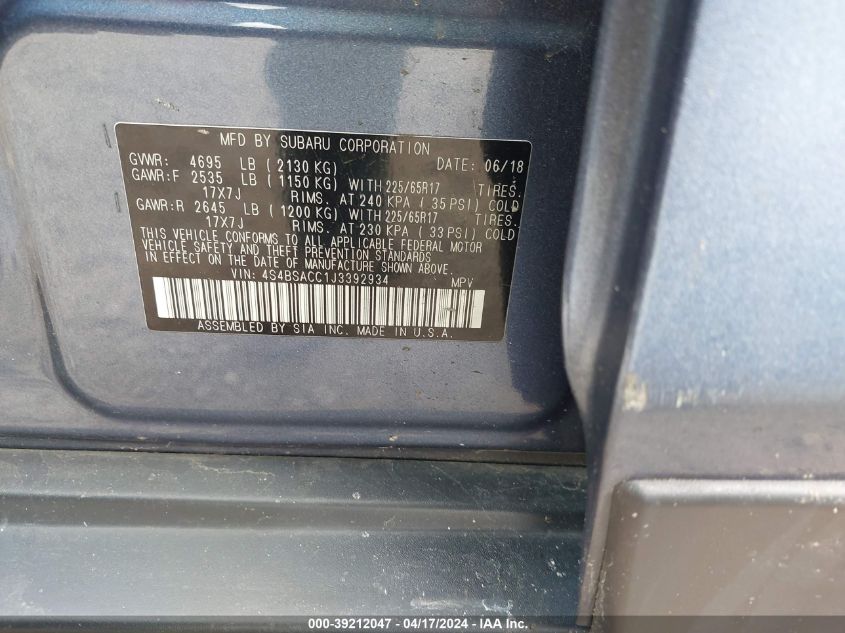 MFD BY SUBARU CORPORATION
GVWR: 4695 LB ( 2130 KG) DATE: 06/18
GAWR:F 2535 LB ( 1150 KG) WITH 225/65R17 TIRES.
17X7J RIMS. AT 240 KPA ( 35 PSI) COLD
GAWR:R 2645 LB ( 1200 KG) WITH 225/65R17 TIRES.
17X7J RIMS. AT 230 KPA ( 33 PSI) COLD
THIS VEHICLE CONFORMS TO ALL APPLICABLE FEDERAL MOTOR
VEHICLE SAFETY AND THEFT PREVENTION STANDARDS
IN EFFECT ON THE DATE OF MANUFACTURE SHOWN ABOVE.
VIN: 4S4BSACC1J3392934 MPV
ASSEMBLED BY SIA INC. MADE IN U.S.A.
000-39212047 - 04/17/2024 - IAA Inc.